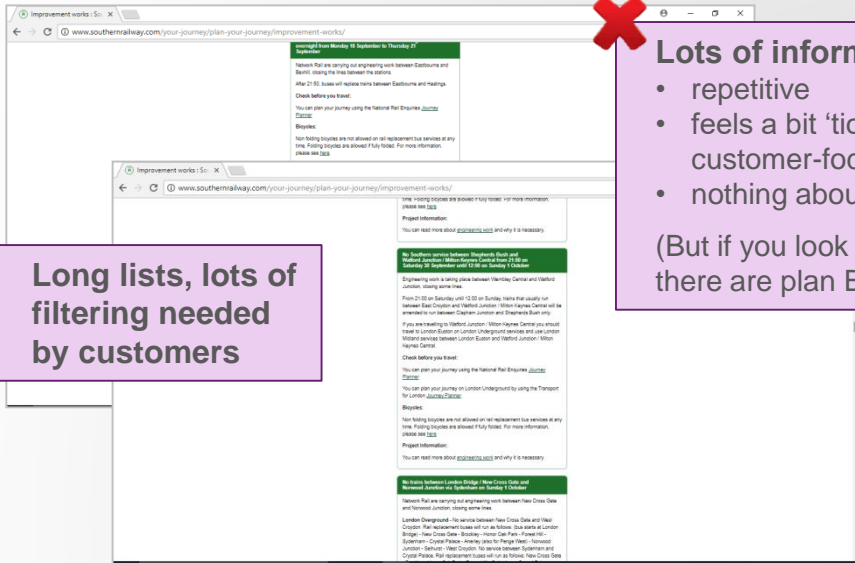 Improvement works : So
www.southernrailway.com/your-journey/plan-your-journey/improvement-works/
overnight from Monday 18 September to Thursday 21
September
Network Rail are carrying out engineering work between Eastbourne and
Bexhill, closing the lines between the stations.
After 21:50, buses will replace trains between Eastbourne and Hastings.
Check before you travel:
You can plan your journey using the National Rail Enquiries Journey
Planner
Bicycles:
Non folding bicycles are not allowed on rail replacement bus services at any
time. Folding bicycles are allowed if fully folded. For more information,
please see here.
Lots of inform
• repetitive
• feels a bit ‘tic
customer-foc
• nothing abou
(But if you look
there are plan B
Long lists, lots of
filtering needed
by customers
Improvement works : So
www.southernrailway.com/your-journey/plan-your-journey/improvement-works/
time. Folding bicycles are allowed if fully folded. For more information,
please see here
Project Information:
You can read more about engineering work and why it is necessary.
No Southern service between Shepherds Bush and
Watford Junction / Milton Keynes Central from 21:00 on
Saturday 30 September until 12:00 on Sunday 1 October
Engineering work is taking place between Wembley Central and Watford
Junction, closing some lines.
From 21:00 on Saturday until 12:00 on Sunday, trains that usually run
between East Croydon and Watford Junction / Milton Keynes Central will be
amended to run between Clapham Junction and Shepherds Bush only.
If you are travelling to Watford Junction / Milton Keynes Central you should
travel to London Euston on London Underground services and use London
Midland services between London Euston and Watford Junction / Milton
Keynes Central.
Check before you travel:
You can plan your journey using the National Rail Enquiries Journey
Planner
You can plan your journey on London Underground by using the Transport
for London Journey Planner
Bicycles:
Non folding bicycles are not allowed on rail replacement bus services at any
time. Folding bicycles are allowed if fully folded. For more information,
please see here
Project Information:
You can read more about engineering work and why it is necessary.
No trains between London Bridge / New Cross Gate and
Norwood Junction via Sydenham on Sunday 1 October
Network Rail are carrying out engineering work between New Cross Gate
and Norwood Junction, closing some lines.
London Overground - No service between New Cross Gate and West
Croydon. Rail replacement buses will run as follows: (bus starts at London
Bridge) - New Cross Gate - Brockley - Honor Oak Park - Forest Hill -
Sydenham - Crystal Palace - Anerley (also for Penge West) - Norwood
Junction - Selhurst - West Croydon. No service between Sydenham and
Crystal Palace. Rail replacement buses will run as follows: New Cross Gate